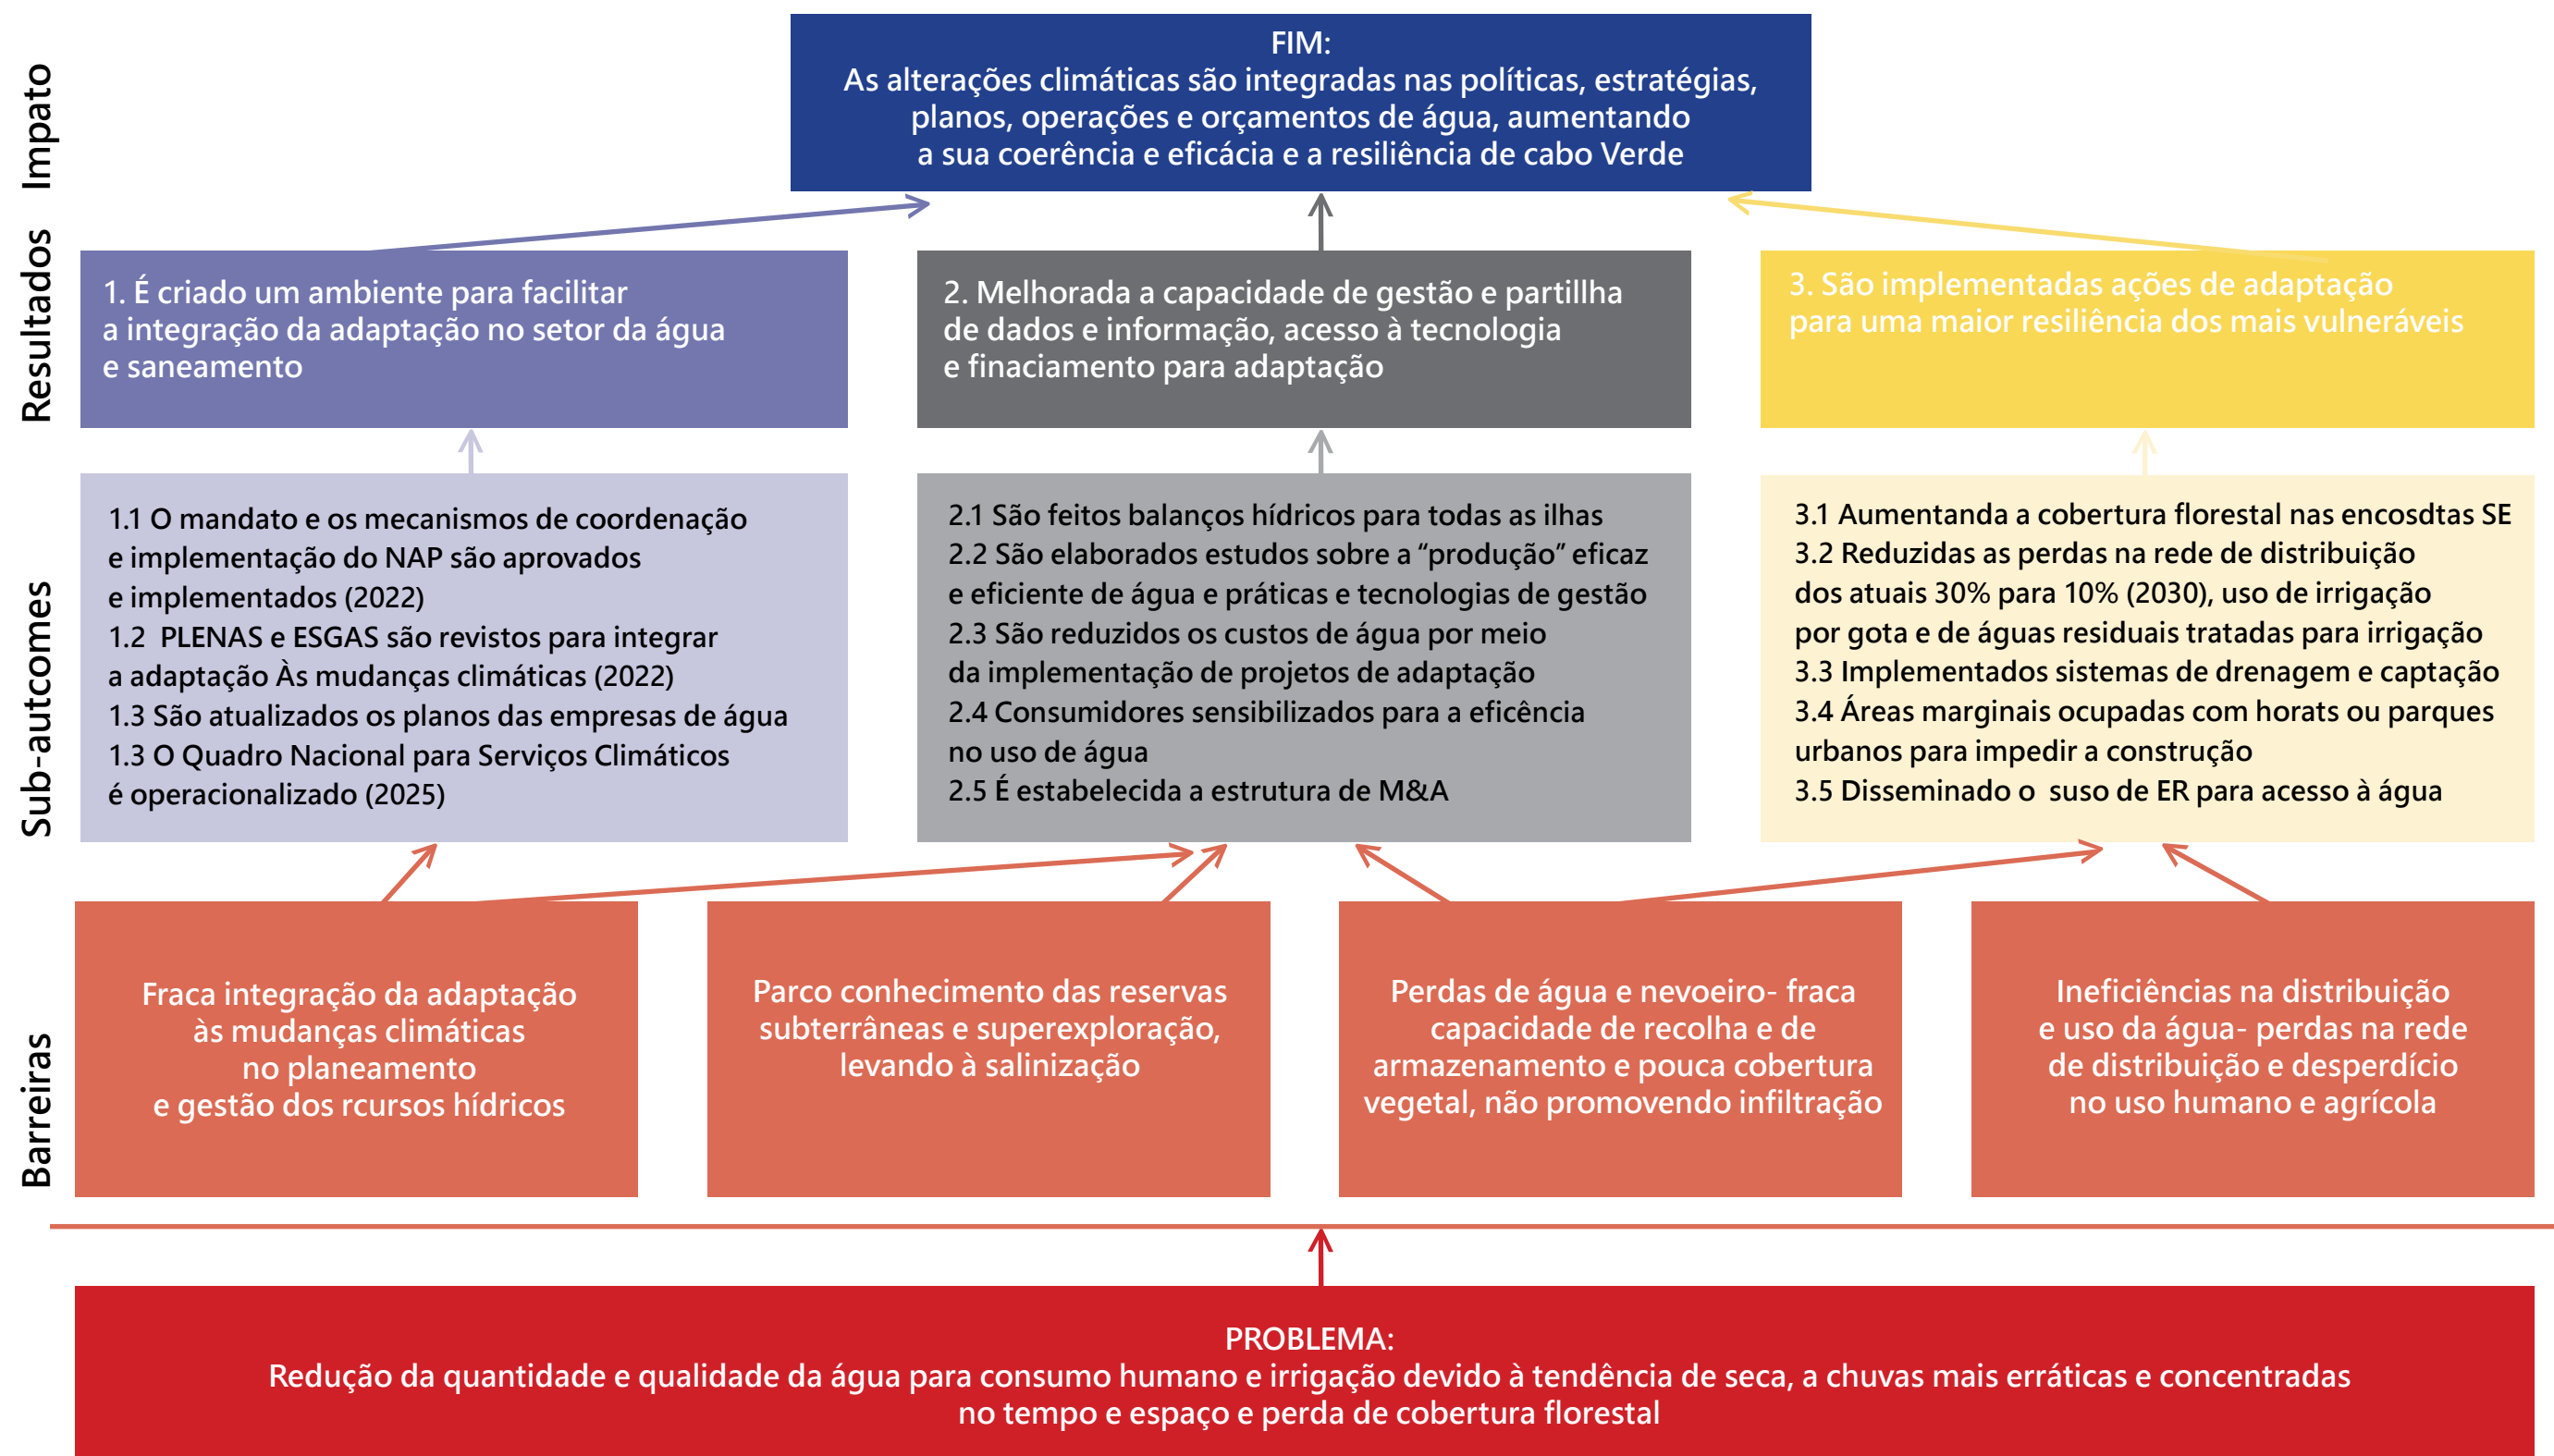 Impato
FIM:
As alterações climáticas são integradas nas políticas, estratégias,
planos, operações e orçamentos de água, aumentando
a sua coerência e eficácia e a resiliência de cabo Verde
Resultados
1. É criado um ambiente para facilitar
a integração da adaptação no setor da água
e saneamento
2. Melhorada a capacidade de gestão e partillha
de dados e informação, acesso à tecnologia
e finaciamento para adaptação
3. São implementadas ações de adaptação
para uma maior resiliência dos mais vulneráveis
Sub-autcomes
1.1 O mandato e os mecanismos de coordenação
e implementação do NAP são aprovados
e implementados (2022)
1.2  PLENAS e ESGAS são revistos para integrar
a adaptação Às mudanças climáticas (2022)
1.3 São atualizados os planos das empresas de água
1.3 O Quadro Nacional para Serviços Climáticos
é operacionalizado (2025)
2.1 São feitos balanços hídricos para todas as ilhas
2.2 São elaborados estudos sobre a “produção” eficaz
e eficiente de água e práticas e tecnologias de gestão
2.3 São reduzidos os custos de água por meio
da implementação de projetos de adaptação
2.4 Consumidores sensibilizados para a eficência
no uso de água
2.5 É estabelecida a estrutura de M&A
3.1 Aumentanda a cobertura florestal nas encosdtas SE
3.2 Reduzidas as perdas na rede de distribuição
dos atuais 30% para 10% (2030), uso de irrigação
por gota e de águas residuais tratadas para irrigação
3.3 Implementados sistemas de drenagem e captação
3.4 Áreas marginais ocupadas com horats ou parques
urbanos para impedir a construção
3.5 Disseminado o  suso de ER para acesso à água
Barreiras
Fraca integração da adaptação
às mudanças climáticas
no planeamento
e gestão dos rcursos hídricos
Parco conhecimento das reservas
subterrâneas e superexploração,
levando à salinização
Perdas de água e nevoeiro- fraca
capacidade de recolha e de
armazenamento e pouca cobertura
vegetal, não promovendo infiltração
Ineficiências na distribuição
e uso da água- perdas na rede
de distribuição e desperdício
no uso humano e agrícola
PROBLEMA:
Redução da quantidade e qualidade da água para consumo humano e irrigação devido à tendência de seca, a chuvas mais erráticas e concentradas
no tempo e espaço e perda de cobertura florestal